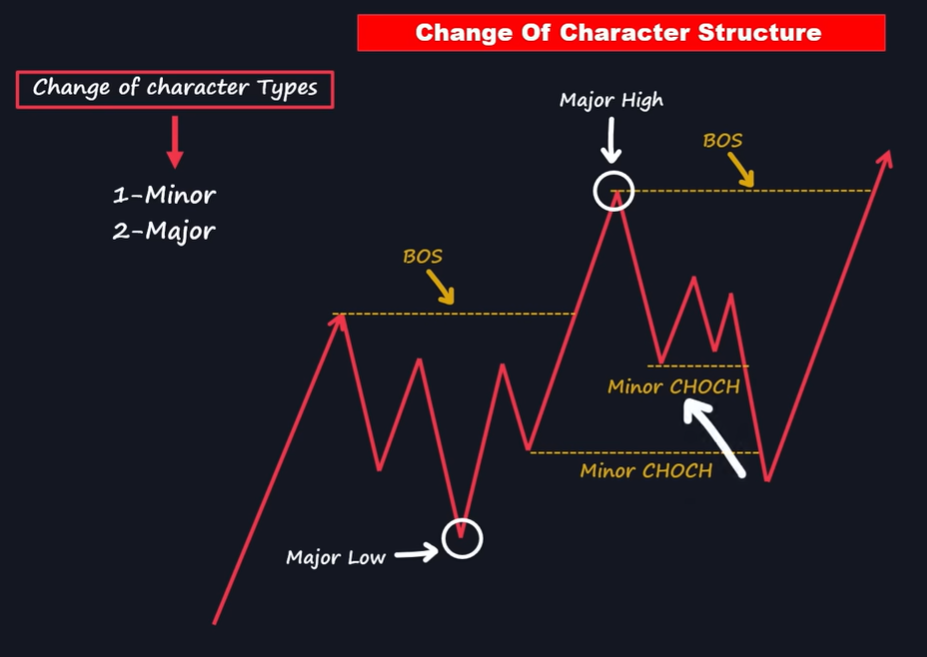 Change Of Character Structure
Change of character Types
1-Minor
2-Major
Major High
BOS
BOS
Minor CHOCH
Minor CHOCH
Major Low